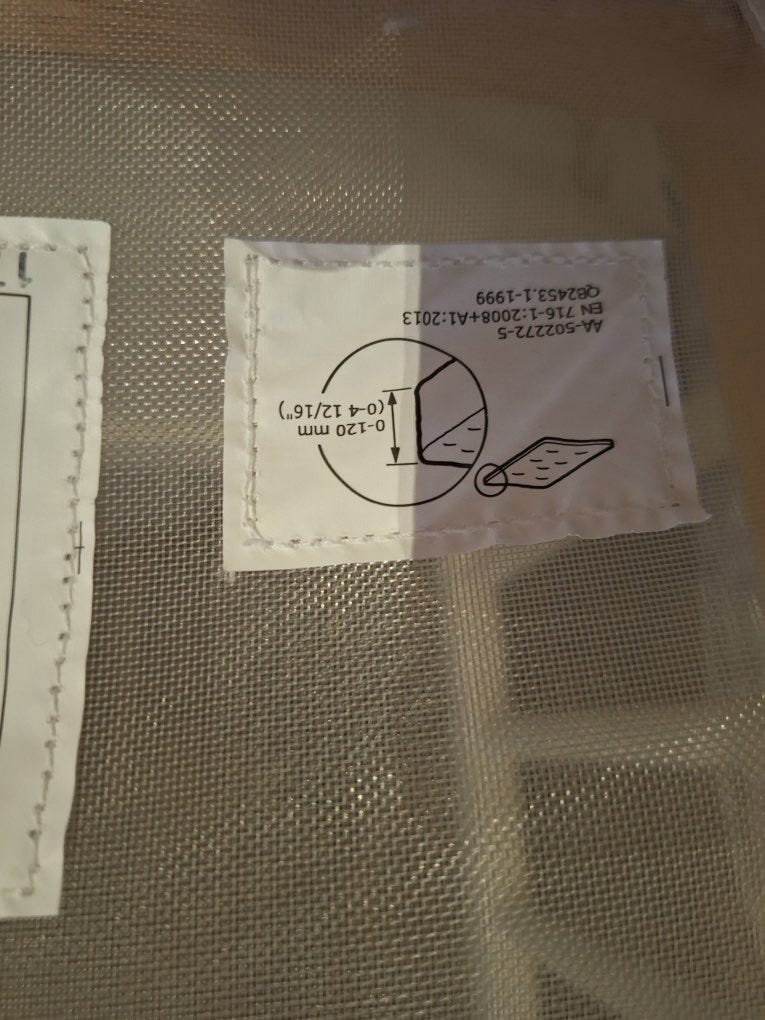 AA-502272-5
EN 716-1:2008+A1:2013
QB2453.1-1999
0-120 mm
(0-4 12/16")